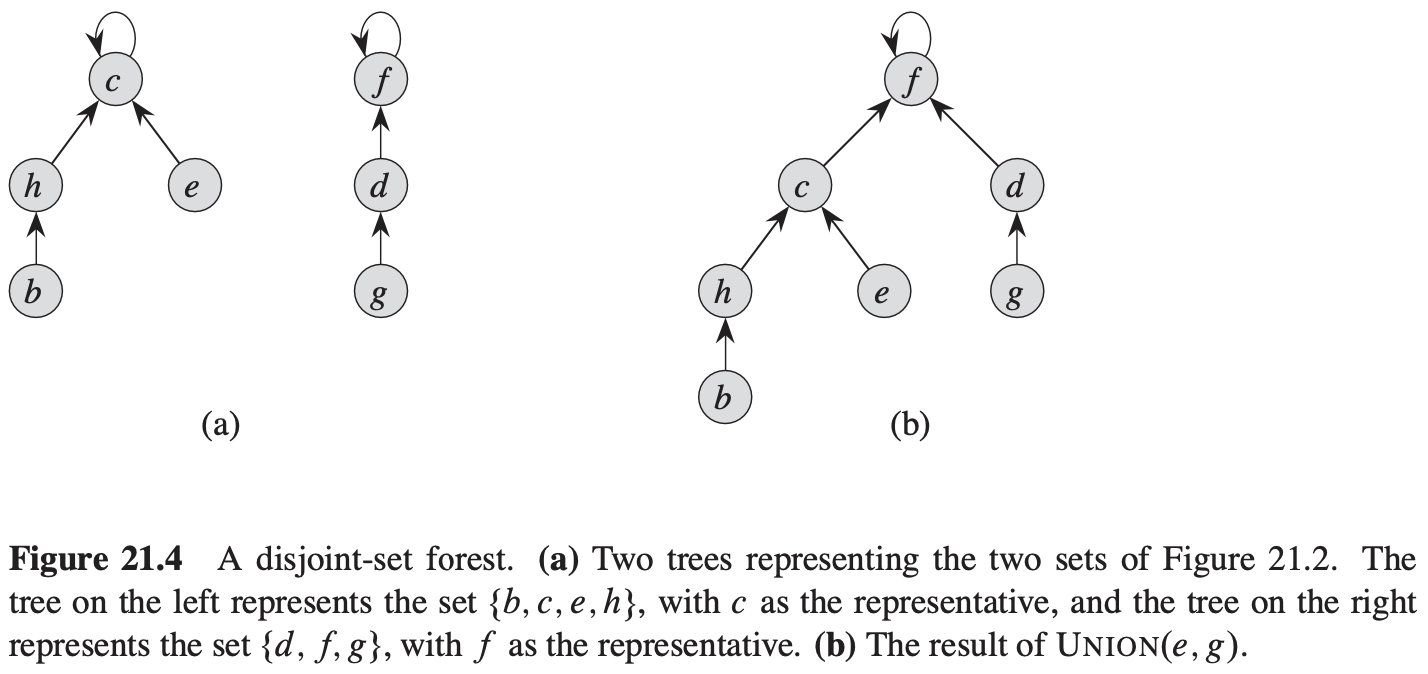 c f f
h e d c d
b g h e g
b
(a) (b)
Figure 21.4 A disjoint-set forest. (a) Two trees representing the two sets of Figure 21.2. The
tree on the left represents the set {b, c, e, h}, with c as the representative, and the tree on the right
represents the set {d, f, g}, with f as the representative. (b) The result of UNION(e, g).